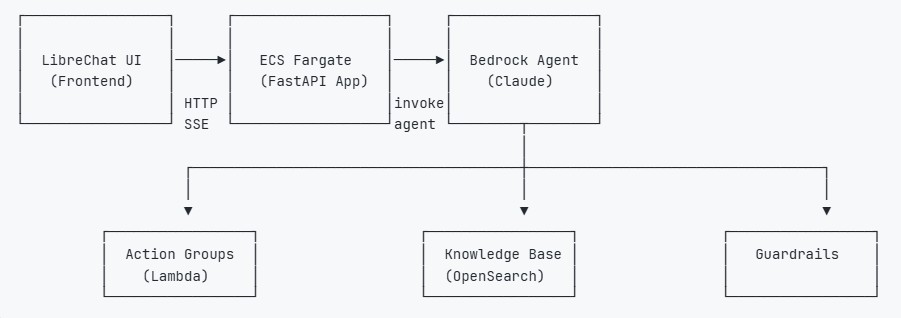 LibreChat UI
(Frontend)
HTTP
SSE
ECS Fargate
(FastAPI App)
invoke
agent
Bedrock Agent
(Claude)
Action Groups
(Lambda)
Knowledge Base
(OpenSearch)
Guardrails